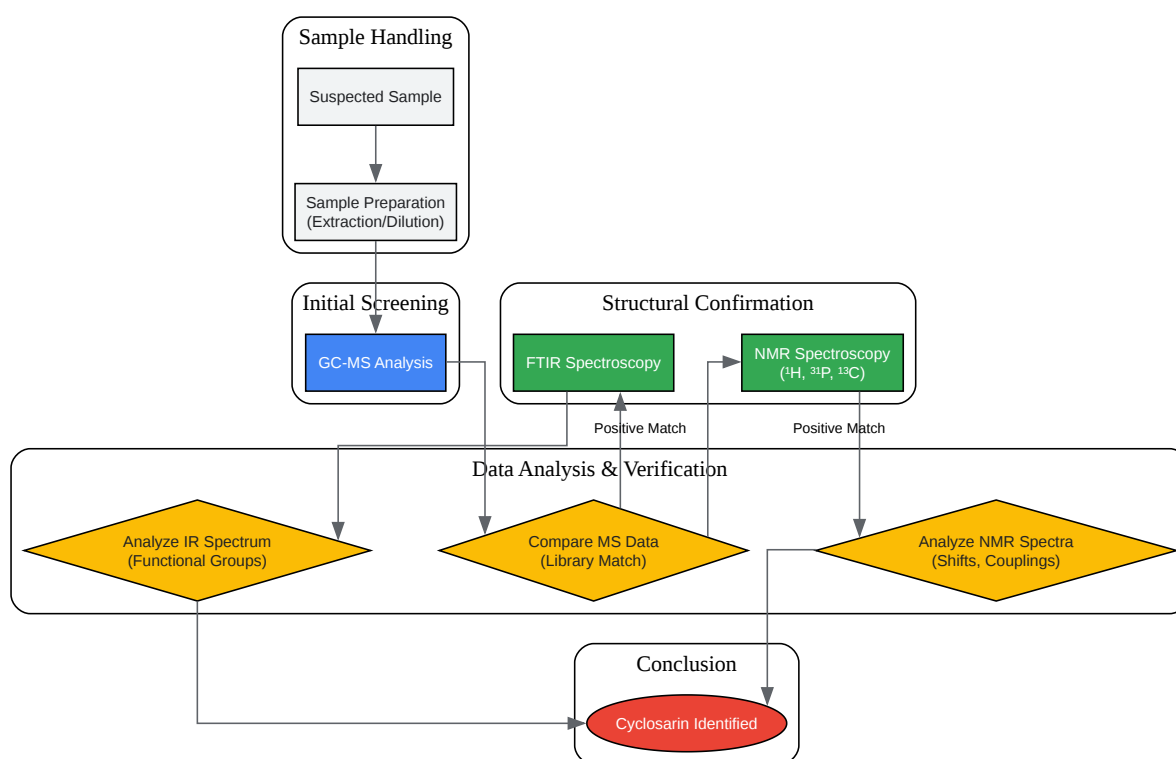 Sample Handling
Suspected Sample
Sample Preparation
(Extraction/Dilution)
Initial Screening
GC-MS Analysis
Structural Confirmation
FTIR Spectroscopy
NMR Spectroscopy
(¹H, ³¹P, ¹³C)
Positive Match
Positive Match
Data Analysis & Verification
Analyze IR Spectrum
(Functional Groups)
Compare MS Data
(Library Match)
Analyze NMR Spectra
(Shifts, Couplings)
Conclusion
Cyclosarin Identified